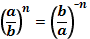 (a/b)^n = (b/a)^-n